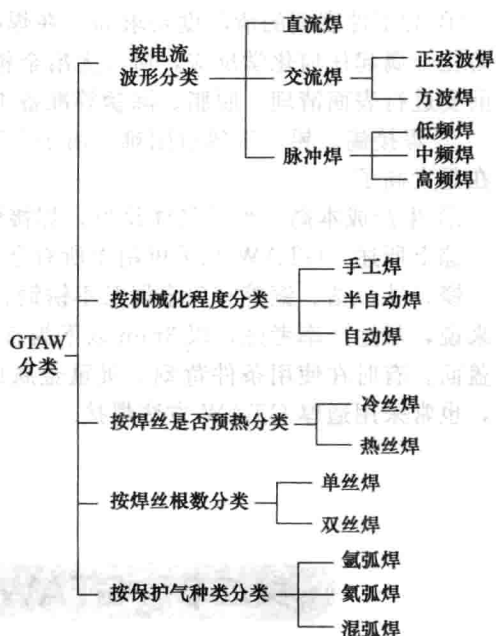 直流焊
按电流
波形分类
交流焊
正弦波焊
方波焊
脉冲焊
低频焊
中频焊
高频焊
GTAW
分类
按机械化程度分类
手工焊
半自动焊
自动焊
按焊丝是否预热分类
冷丝焊
热丝焊
按焊丝根数分类
单丝焊
双丝焊
按保护气种类分类
氩弧焊
氦弧焊
混弧焊